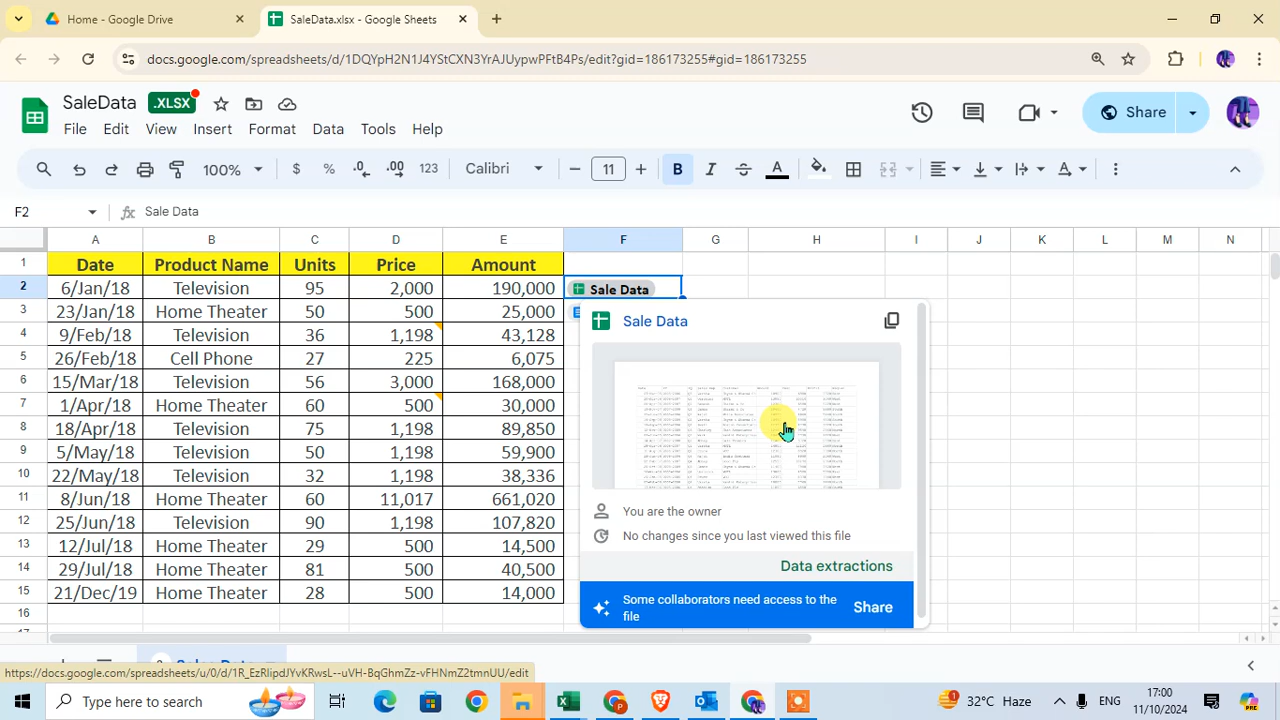 Home - Google Drive
SaleData.xlsx - Google Sheets
docs.google.com/spreadsheets/d/1DQYpH2N1J4YStCXN3YrAJUypwPFtB4Ps/edit?gid=186173255#gid=186173255
SaleData .XLSX
Share
File Edit View Insert Format Data Tools Help
100% $ % .0 .00 123 Calibri 11 B I A A
F2 fx Sale Data
A B C D E F G H I J K L M N
1 Date Product Name Units Price Amount
2 6/Jan/18 Television 95 2,000 190,000 Sale Data
3 23/Jan/18 Home Theater 50 500 25,000
4 9/Feb/18 Television 36 1,198 43,128
5 26/Feb/18 Cell Phone 27 225 6,075
6 15/Mar/18 Television 56 3,000 168,000
7 1/Apr/18 Home Theater 60 500 30,000
8 18/Apr/18 Television 75 1,198 89,850
9 5/May/18 Television 50 1,198 59,900
10 22/May/18 Television 32 1,198 38,336
11 8/Jun/18 Home Theater 60 11,017 661,020
12 25/Jun/18 Television 90 1,198 107,820
13 12/Jul/18 Home Theater 29 500 14,500
14 29/Jul/18 Home Theater 81 500 40,500
15 21/Dec/19 Home Theater 28 500 14,000
16
Sale Data
You are the owner
No changes since you last viewed this file
Data extractions
Some collaborators need access to the
file
Share
https://docs.google.com/spreadsheets/u/0/d/1R_EzRlipdJYvKRwsL--uVH-BqGhmZz-vFHNmZ2tmnUU/edit
Type here to search
32°C Haze
ENG
17:00
11/10/2024